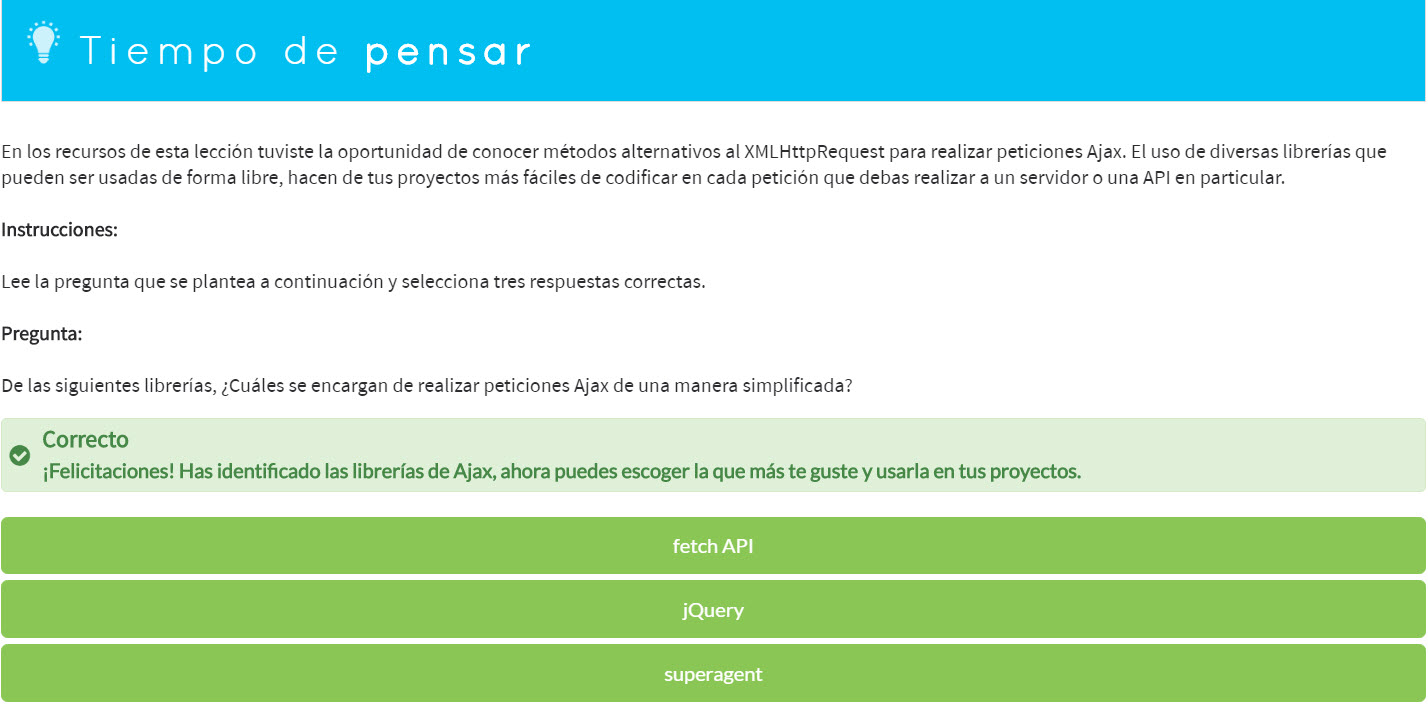 Tiempo de pensar
En los recursos de esta lección tuviste la oportunidad de conocer métodos alternativos al XMLHttpRequest para realizar peticiones Ajax. El uso de diversas librerías que
pueden ser usadas de forma libre, hacen de tus proyectos más fáciles de codificar en cada petición que debas realizar a un servidor o una API en particular.
Instrucciones:
Lee la pregunta que se plantea a continuación y selecciona tres respuestas correctas.
Pregunta:
De las siguientes librerías, ¿Cuáles se encargan de realizar peticiones Ajax de una manera simplificada?
Correcto
¡Felicitaciones! Has identificado las librerías de Ajax, ahora puedes escoger la que más te guste y usarla en tus proyectos.
fetch API
jQuery
superagent